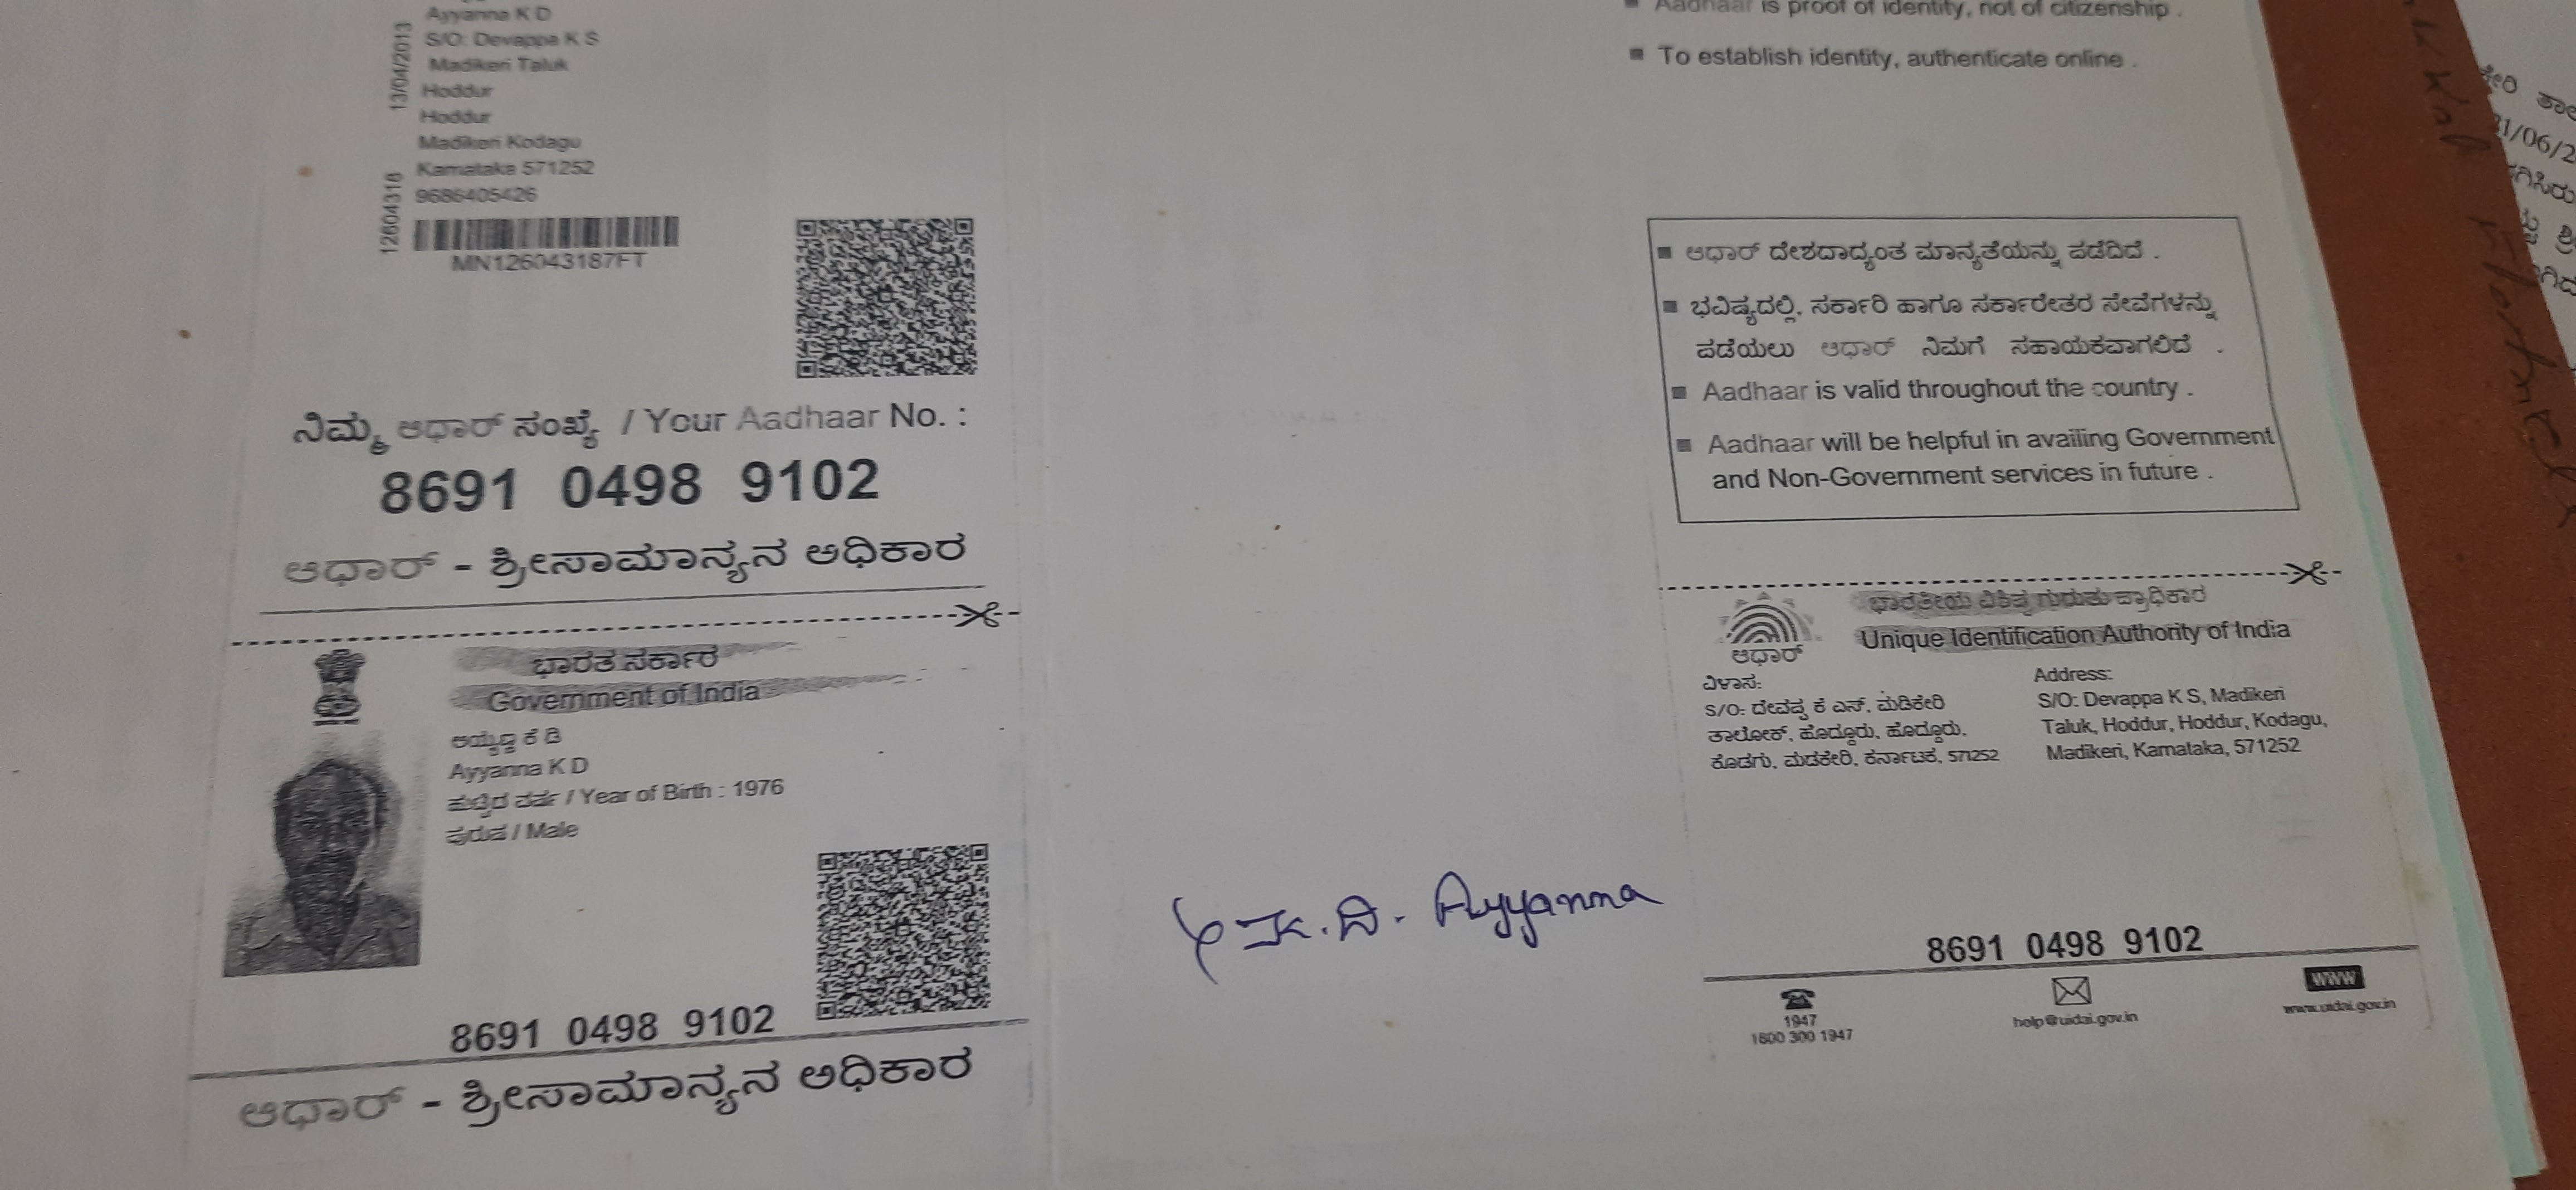 Ayyanna K D
S/O: Devappa K S
Madikeri Taluk
Hoddur
Hoddur
Madikeri Kodagu
Karnataka 571252
9686405426
13/04/2013
12604318
MN126043187FT
ನಿಮ್ಮ ಆಧಾರ್ ಸಂಖ್ಯೆ / Your Aadhaar No. :
8691 0498 9102
ಆಧಾರ್ - ಶ್ರೀಸಾಮಾನ್ಯನ ಅಧಿಕಾರ
ಭಾರತ ಸರ್ಕಾರ
Government of India
ಅಯ್ಯಣ್ಣ ಕೆ ಡಿ
Ayyanna K D
ಹುಟ್ಟಿದ ವರ್ಷ / Year of Birth : 1976
ಪುರುಷ / Male
8691 0498 9102
ಆಧಾರ್ - ಶ್ರೀಸಾಮಾನ್ಯನ ಅಧಿಕಾರ
K. D. Ayyanna
Aadhaar is proof of identity, not of citizenship .
To establish identity, authenticate online .
ಆಧಾರ್ ದೇಶದಾದ್ಯಂತ ಮಾನ್ಯತೆಯನ್ನು ಪಡೆದಿದೆ .
ಭವಿಷ್ಯದಲ್ಲಿ, ಸರ್ಕಾರಿ ಹಾಗೂ ಸರ್ಕಾರೇತರ ಸೇವೆಗಳನ್ನು
ಪಡೆಯಲು ಆಧಾರ್ ನಿಮಗೆ ಸಹಾಯಕವಾಗಲಿದೆ .
Aadhaar is valid throughout the country .
Aadhaar will be helpful in availing Government
and Non-Government services in future .
ಭಾರತೀಯ ವಿಶಿಷ್ಟ ಗುರುತು ಪ್ರಾಧಿಕಾರ
Unique Identification Authority of India
ಆಧಾರ್
ವಿಳಾಸ:
S/O: ದೇವಪ್ಪ ಕೆ ಎಸ್, ಮಡಿಕೇರಿ
ತಾಲೋಕ್, ಹೊದ್ದೂರು, ಹೊದ್ದೂರು,
ಕೊಡಗು, ಮಡಕೇರಿ, ಕರ್ನಾಟಕ, 571252
Address:
S/O: Devappa K S, Madikeri
Taluk, Hoddur, Hoddur, Kodagu,
Madikeri, Karnataka, 571252
8691 0498 9102
1947
1800 300 1947
help@uidai.gov.in
WWW
www.uidai.gov.in